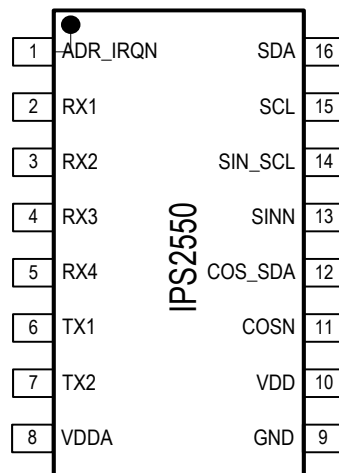 1 ADR_IRQN SDA 16
2 RX1 SCL 15
3 RX2 SIN_SCL 14
4 RX3 SINN 13
IPS2550
5 RX4 COS_SDA 12
6 TX1 COSN 11
7 TX2 VDD 10
8 VDDA GND 9